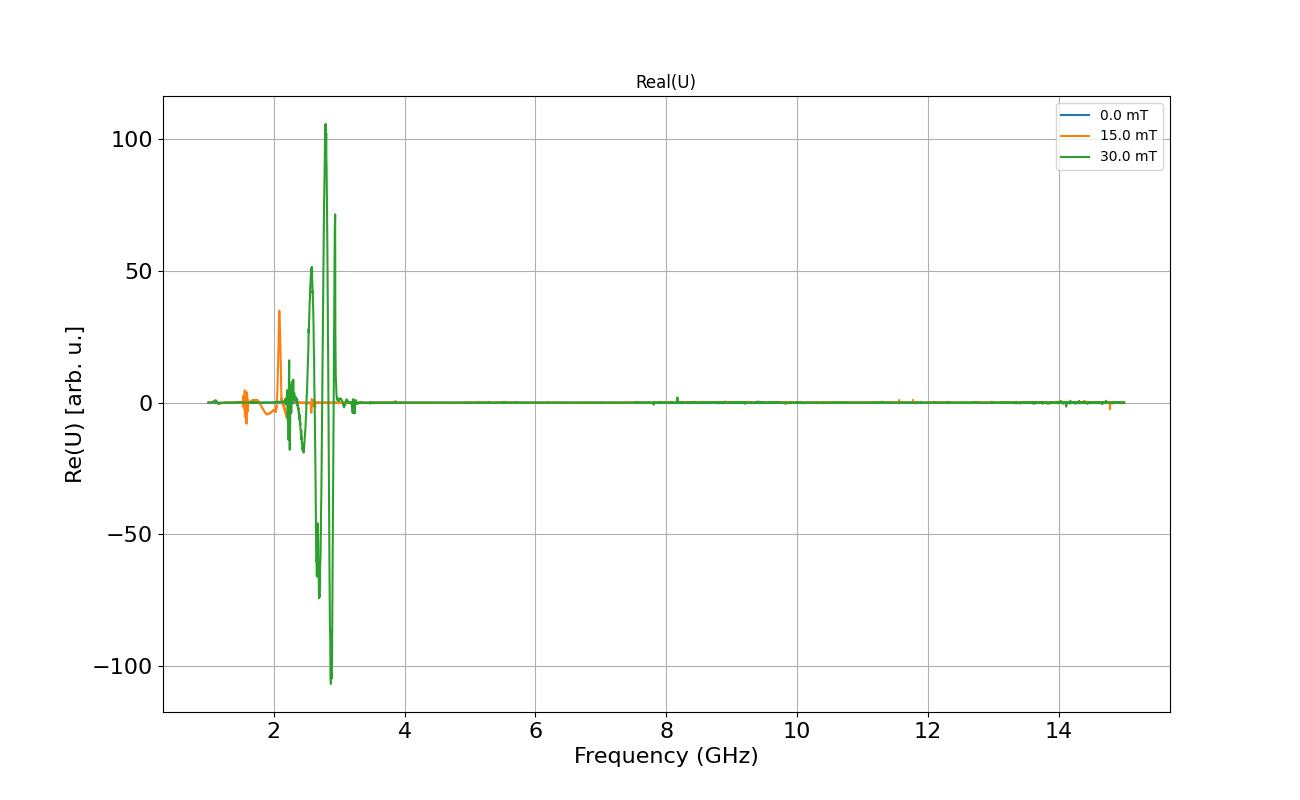 Real(U)
0.0 mT
15.0 mT
30.0 mT
100
50
0
−50
−100
Re(U) [arb. u.]
2 4 6 8 10 12 14
Frequency (GHz)